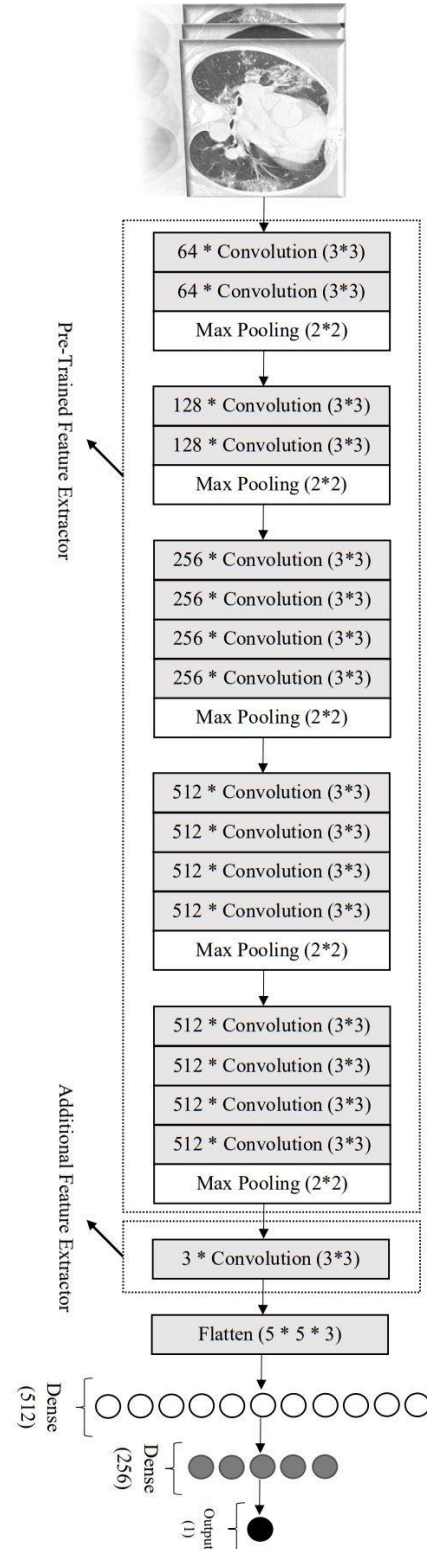 64 * Convolution (3*3)
64 * Convolution (3*3)
Max Pooling (2*2)
Pre-Trained Feature Extractor
128 * Convolution (3*3)
128 * Convolution (3*3)
Max Pooling (2*2)
256 * Convolution (3*3)
256 * Convolution (3*3)
256 * Convolution (3*3)
256 * Convolution (3*3)
Max Pooling (2*2)
512 * Convolution (3*3)
512 * Convolution (3*3)
512 * Convolution (3*3)
512 * Convolution (3*3)
Max Pooling (2*2)
512 * Convolution (3*3)
512 * Convolution (3*3)
512 * Convolution (3*3)
512 * Convolution (3*3)
Max Pooling (2*2)
Additional Feature Extractor
3 * Convolution (3*3)
Flatten (5 * 5 * 3)
Dense
(512)
Dense
(256)
Output
(1)